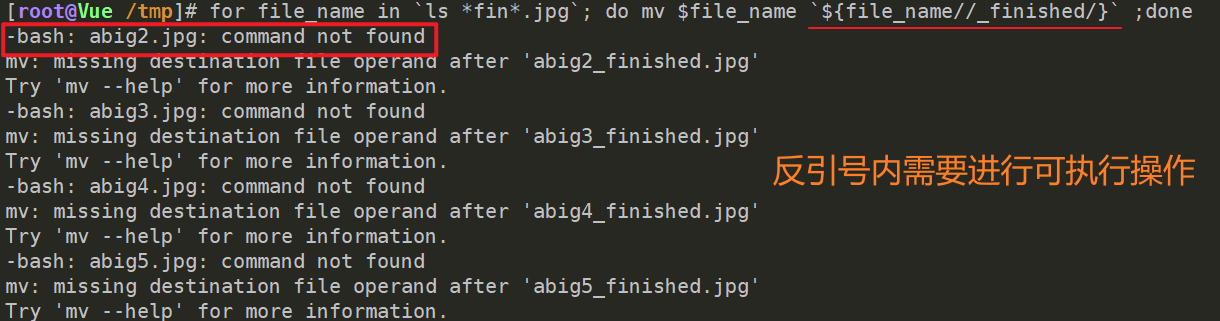 [root@Vue /tmp]# for file_name in `ls *fin*.jpg`; do mv $file_name `${file_name//_finished/}` ;done
-bash: abig2.jpg: command not found
mv: missing destination file operand after 'abig2_finished.jpg'
Try 'mv --help' for more information.
-bash: abig3.jpg: command not found
mv: missing destination file operand after 'abig3_finished.jpg'
Try 'mv --help' for more information.
反引号内需要进行可执行操作
-bash: abig4.jpg: command not found
mv: missing destination file operand after 'abig4_finished.jpg'
Try 'mv --help' for more information.
-bash: abig5.jpg: command not found
mv: missing destination file operand after 'abig5_finished.jpg'
Try 'mv --help' for more information.